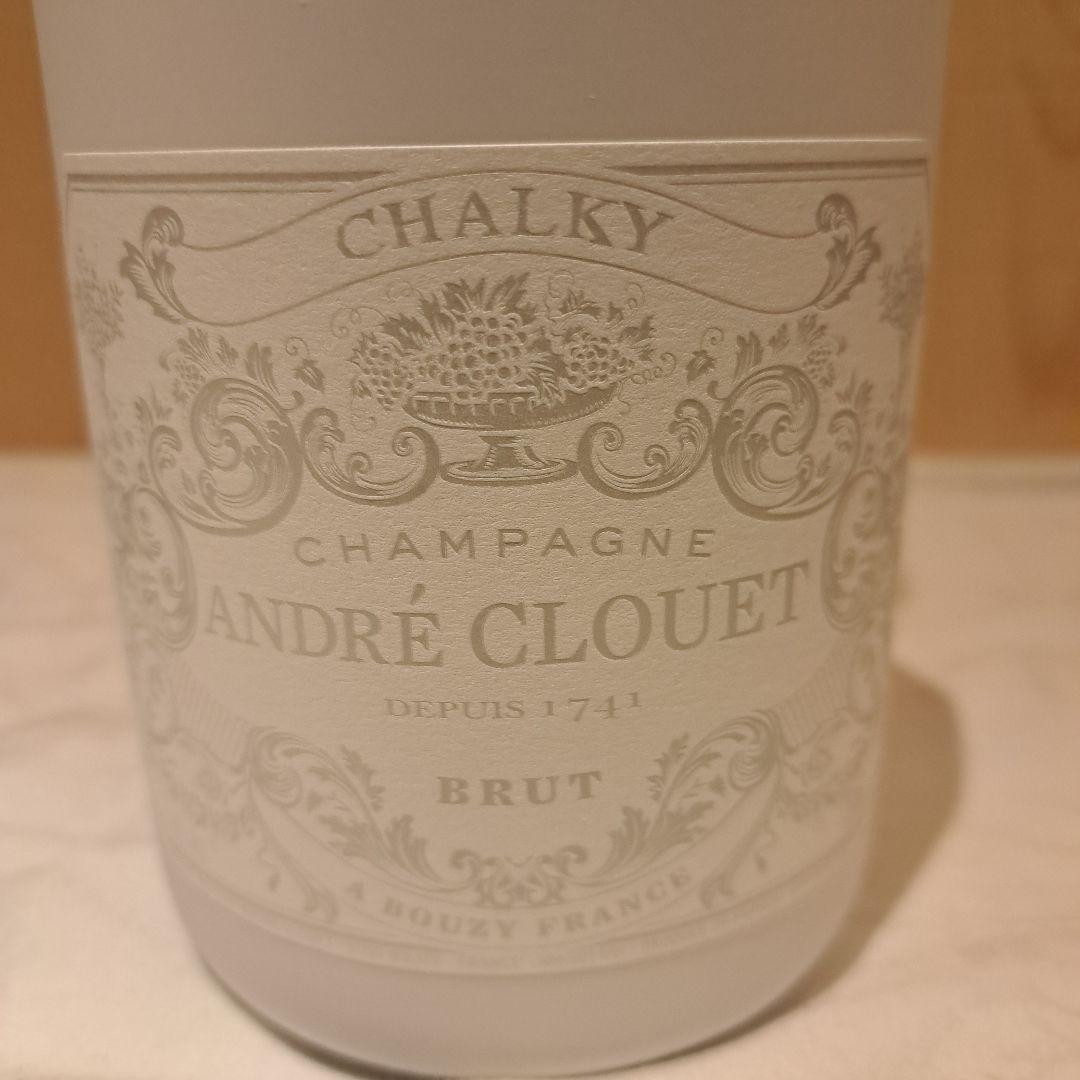 CHALKY
CHAMPAGNE
ANDRÉ CLOUET
DEPUIS 1741
BRUT
A BOUZY FRANCE